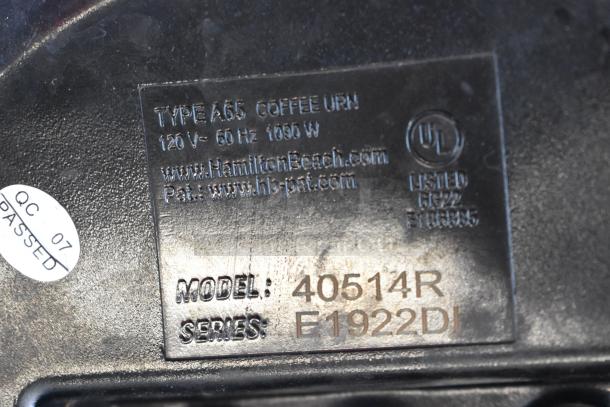 TYPE A65 COFFEE URN
120 V~ 60 Hz 1090 W
www.HamiltonBeach.com
Pat.: www.hb-pat.com
UL
LISTED
MODEL: 40514R
SERIES: E1922DI
QC 07
PASSED